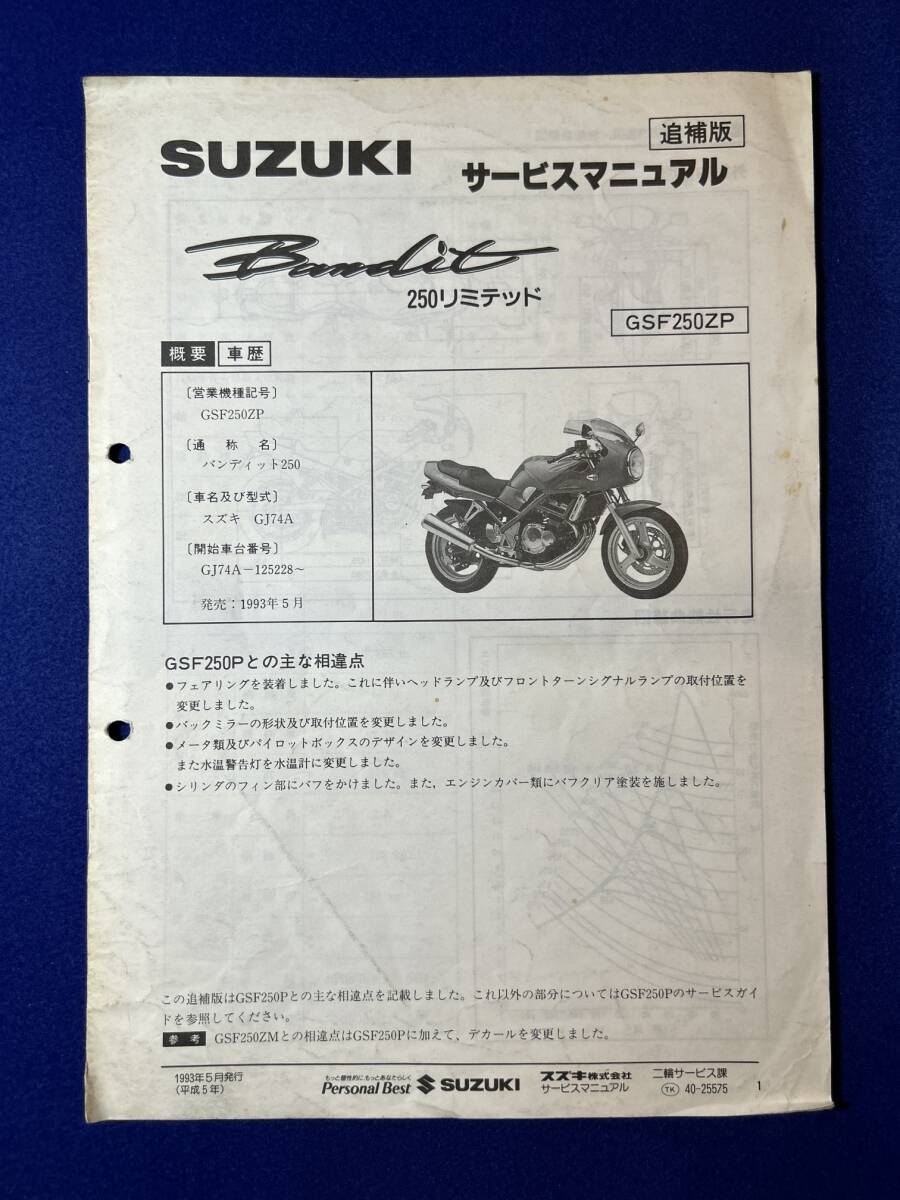 SUZUKI
追補版
サービスマニュアル
Bandit
250リミテッド
GSF250ZP
概要 車歴
〔営業機種記号〕
GSF250ZP
〔通称名〕
バンディット250
〔車名及び型式〕
スズキ GJ74A
〔開始車台番号〕
GJ74A－125228～
発売：1993年5月
GSF250Pとの主な相違点
●フェアリングを装着しました。これに伴いヘッドランプ及びフロントターンシグナルランプの取付位置を
変更しました。
●バックミラーの形状及び取付位置を変更しました。
●メータ類及びパイロットボックスのデザインを変更しました。
また水温警告灯を水温計に変更しました。
●シリンダのフィン部にバフをかけました。また，エンジンカバー類にバフクリア塗装を施しました。
この追補版はGSF250Pとの主な相違点を記載しました。これ以外の部分についてはGSF250Pのサービスガイ
ドを参照してください。
参考 GSF250ZMとの相違点はGSF250Pに加えて、デカールを変更しました。
1993年5月発行
（平成5年）
もっと個性的に、もっとあなたらしく
Personal Best SUZUKI
スズキ株式会社
サービスマニュアル
二輪サービス課
TK 40-25575
1